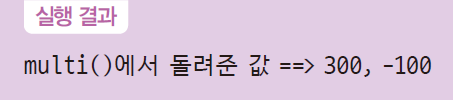 실행 결과
multi()에서 돌려준 값 ==> 300, -100